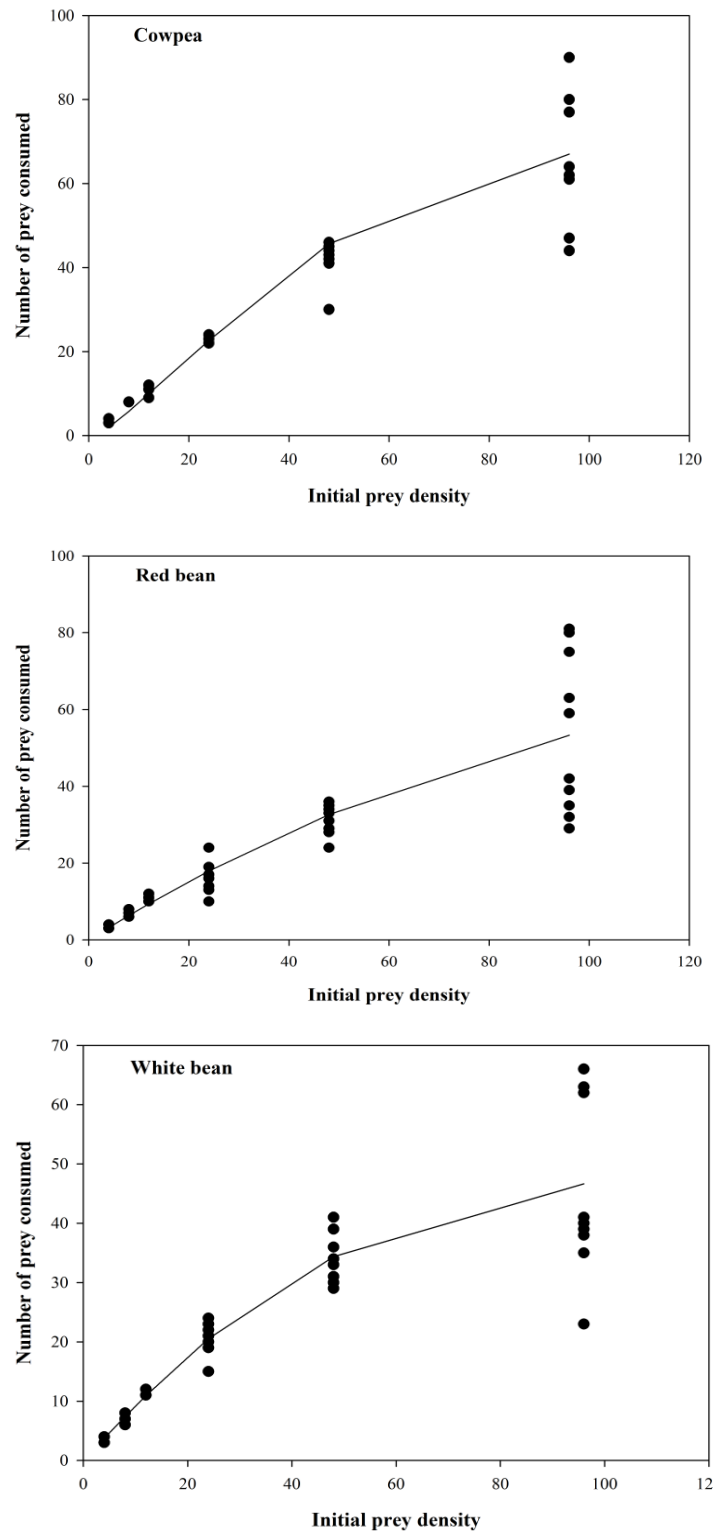 Cowpea
100
80
60
40
20
0
Number of prey consumed
0 20 40 60 80 100 120
Initial prey density
Red bean
100
80
60
40
20
0
Number of prey consumed
0 20 40 60 80 100 120
Initial prey density
White bean
70
60
50
40
30
20
10
0
Number of prey consumed
0 20 40 60 80 100 12
Initial prey density